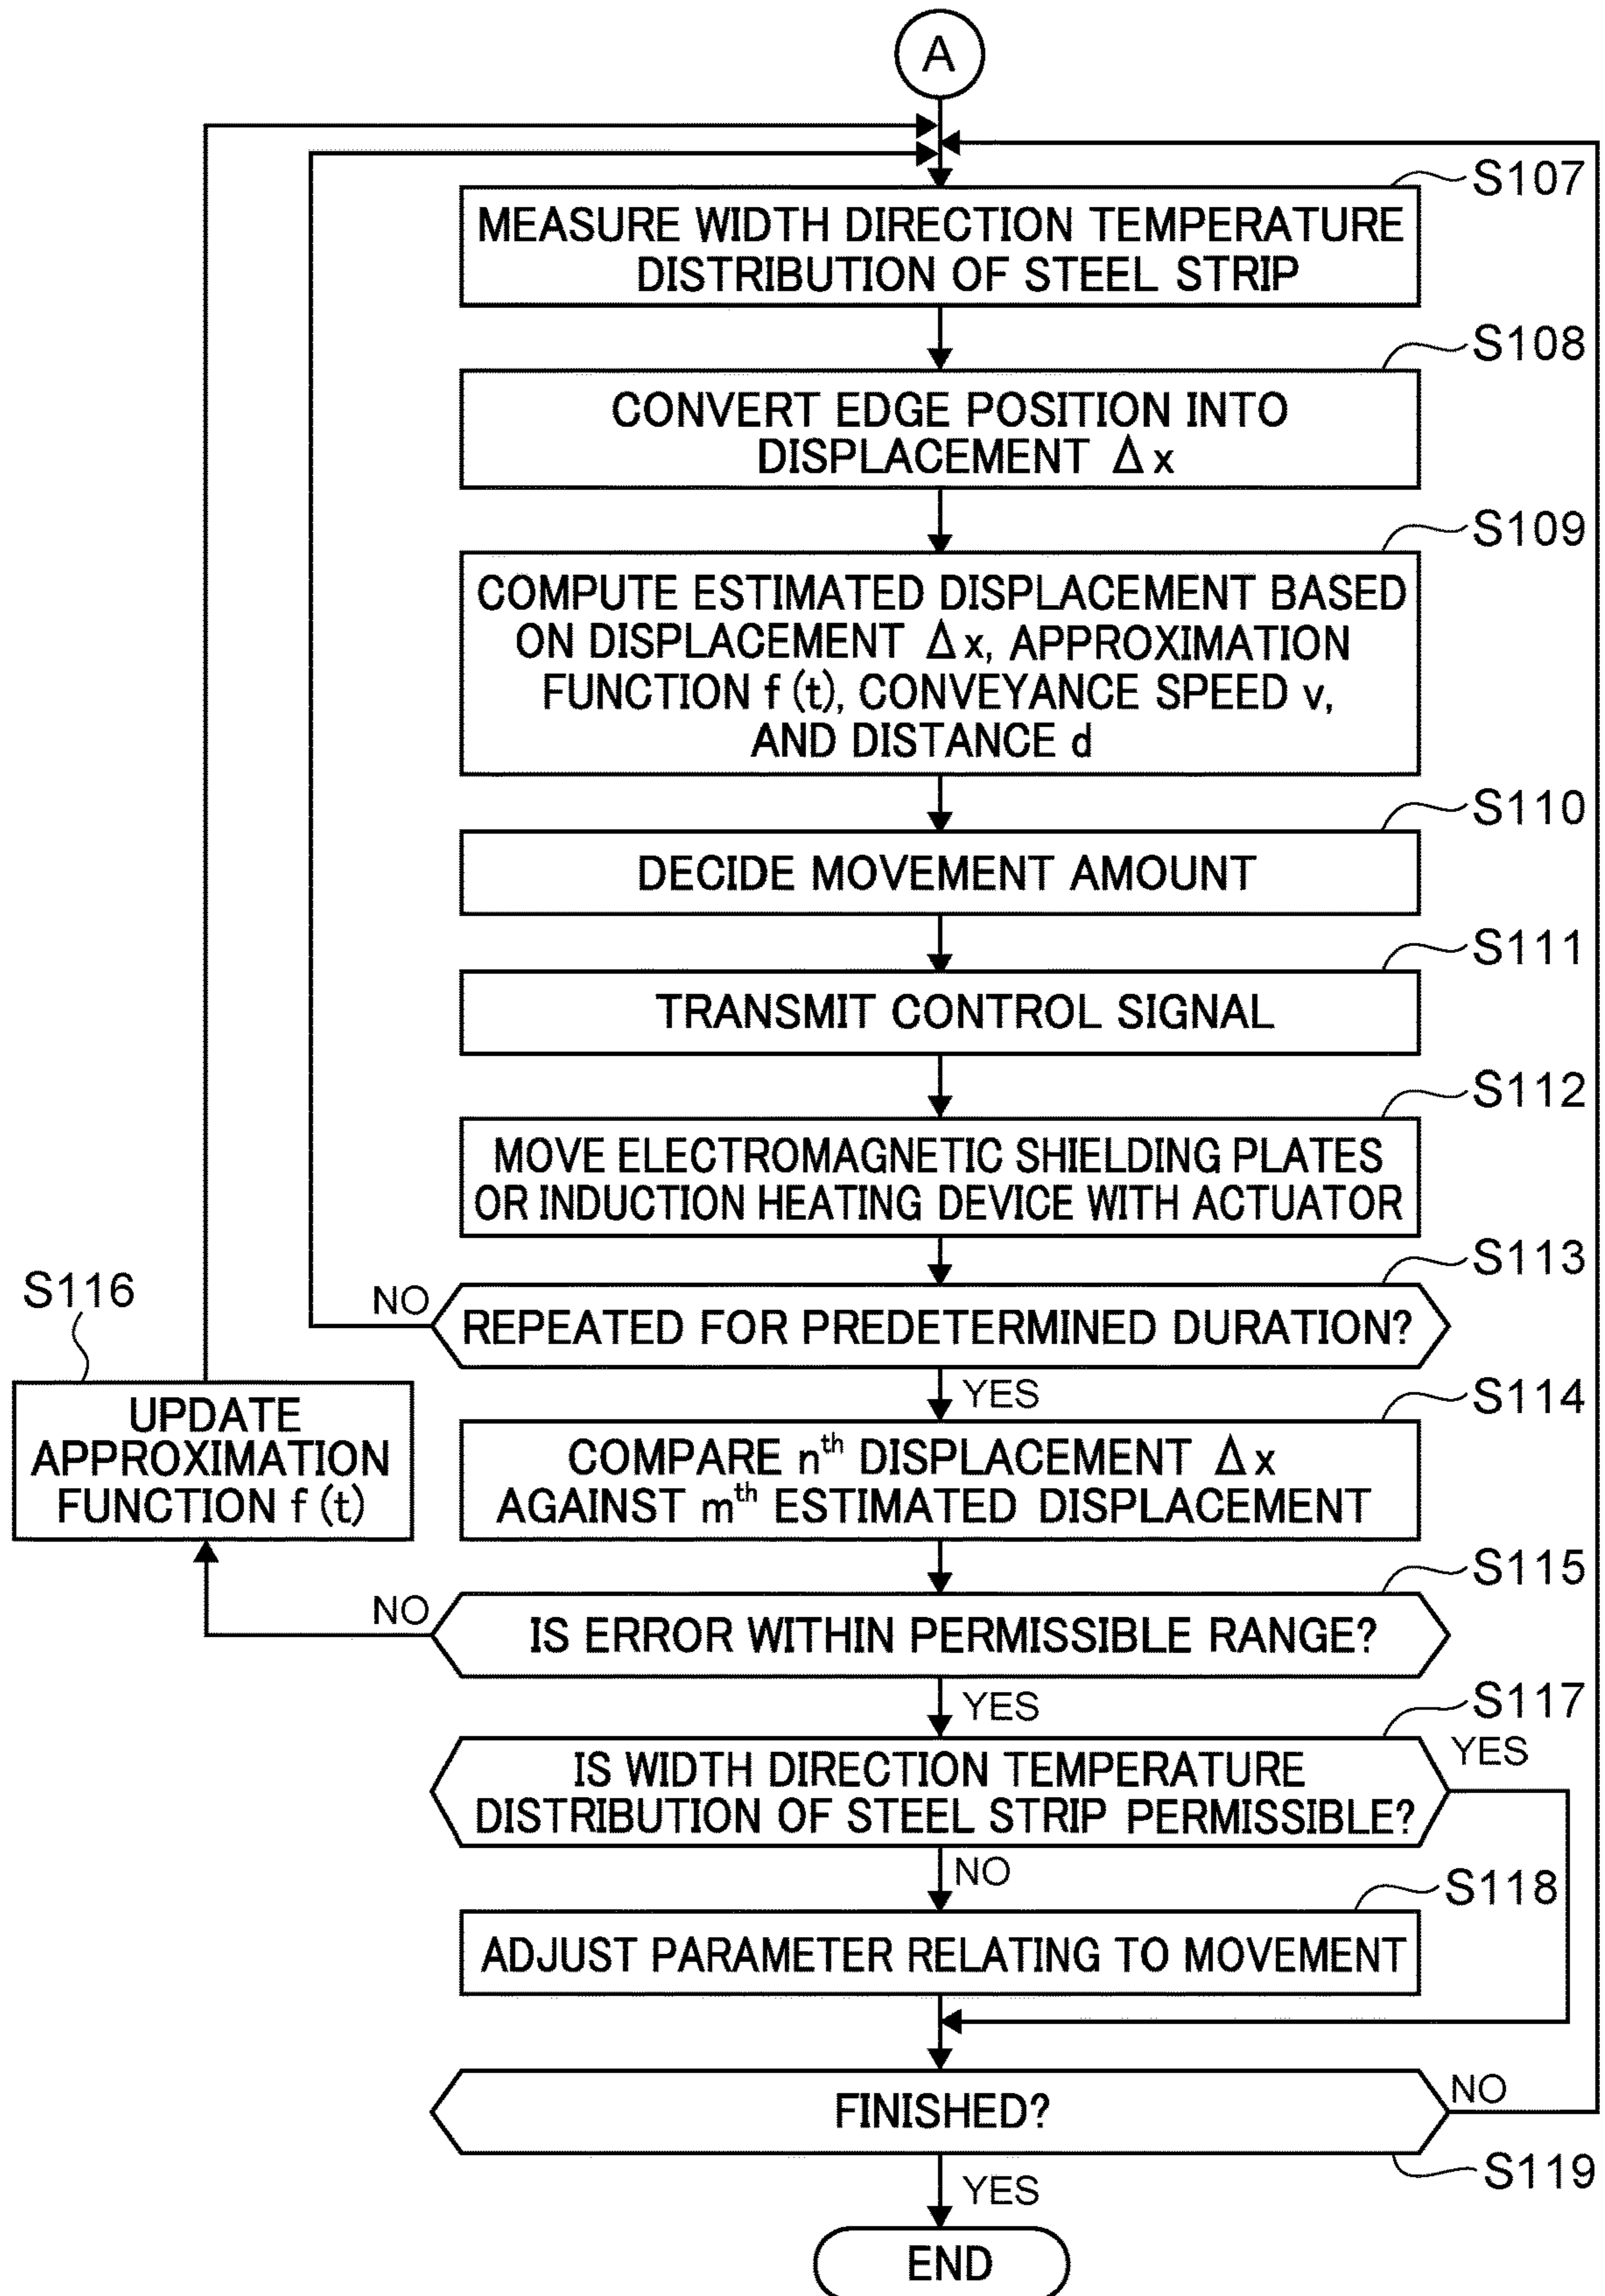 A
S107
MEASURE WIDTH DIRECTION TEMPERATURE
DISTRIBUTION OF STEEL STRIP
S108
CONVERT EDGE POSITION INTO
DISPLACEMENT Δx
S109
COMPUTE ESTIMATED DISPLACEMENT BASED
ON DISPLACEMENT Δx, APPROXIMATION
FUNCTION f (t), CONVEYANCE SPEED v,
AND DISTANCE d
S110
DECIDE MOVEMENT AMOUNT
S111
TRANSMIT CONTROL SIGNAL
S112
MOVE ELECTROMAGNETIC SHIELDING PLATES
OR INDUCTION HEATING DEVICE WITH ACTUATOR
S113
NO
REPEATED FOR PREDETERMINED DURATION?
YES
S116
UPDATE
APPROXIMATION
FUNCTION f (t)
S114
COMPARE nth DISPLACEMENT Δx
AGAINST mth ESTIMATED DISPLACEMENT
S115
NO
IS ERROR WITHIN PERMISSIBLE RANGE?
YES
S117
YES
IS WIDTH DIRECTION TEMPERATURE
DISTRIBUTION OF STEEL STRIP PERMISSIBLE?
NO
S118
ADJUST PARAMETER RELATING TO MOVEMENT
FINISHED?
NO
S119
YES
END